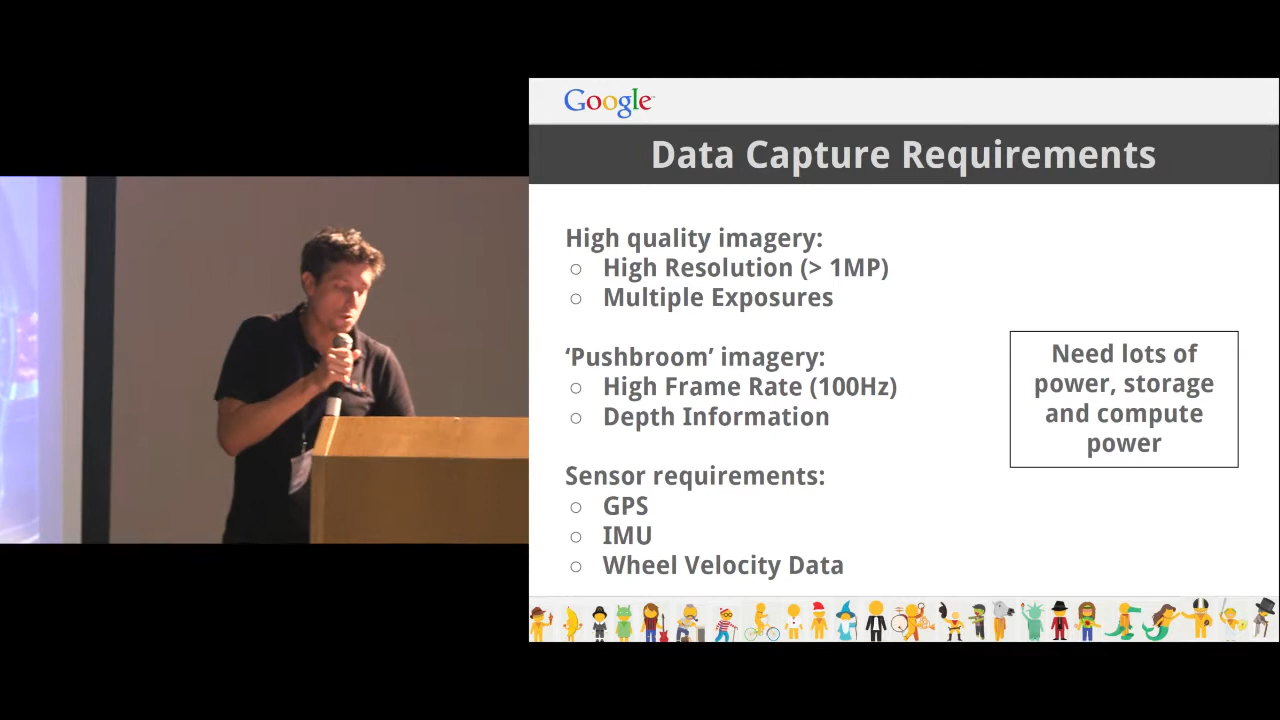 Google
Data Capture Requirements
High quality imagery:
○ High Resolution (> 1MP)
○ Multiple Exposures
‘Pushbroom’ imagery:
○ High Frame Rate (100Hz)
○ Depth Information
Sensor requirements:
○ GPS
○ IMU
○ Wheel Velocity Data
Need lots of
power, storage
and compute
power